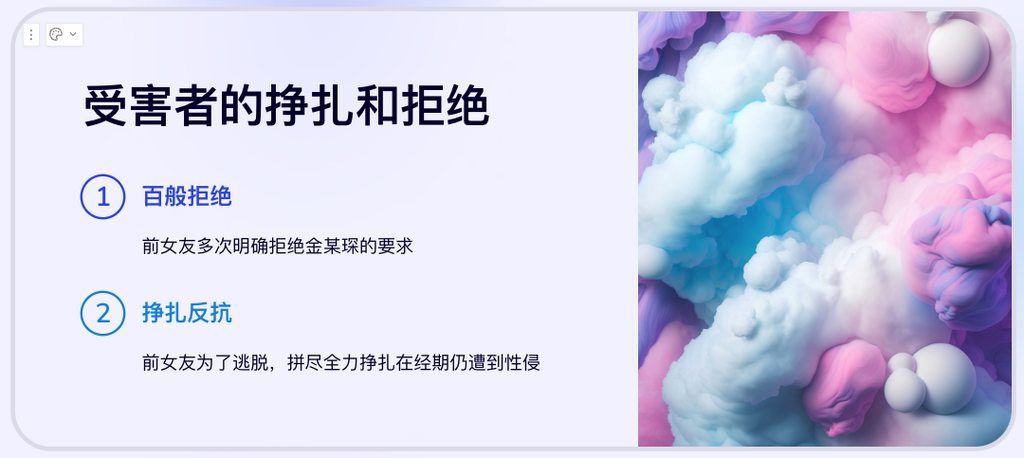 受害者的挣扎和拒绝
1 百般拒绝
前女友多次明确拒绝金某琛的要求
2 挣扎反抗
前女友为了逃脱，拼尽全力挣扎在经期仍遭到性侵